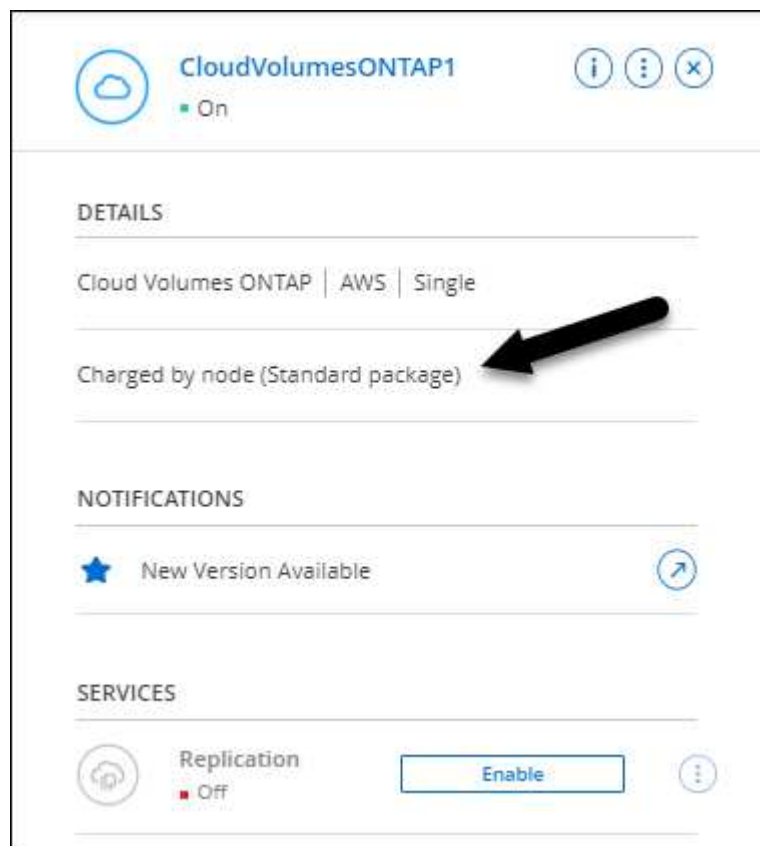 CloudVolumesONTAP1
On
DETAILS
Cloud Volumes ONTAP | AWS | Single
Charged by node (Standard package)
NOTIFICATIONS
New Version Available
SERVICES
Replication
Off
Enable